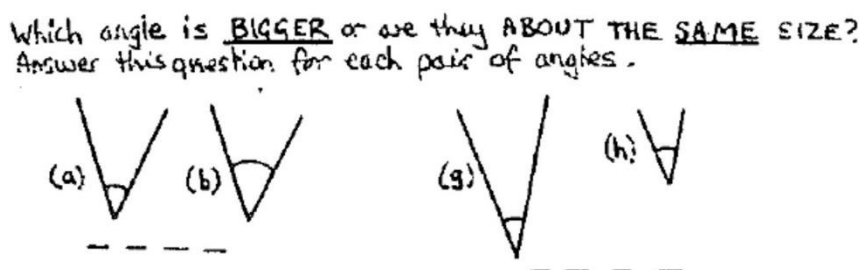 Which angle is BIGGER or are they ABOUT THE SAME SIZE?
Answer this question for each pair of angles.
(a) (b) (g) (h)